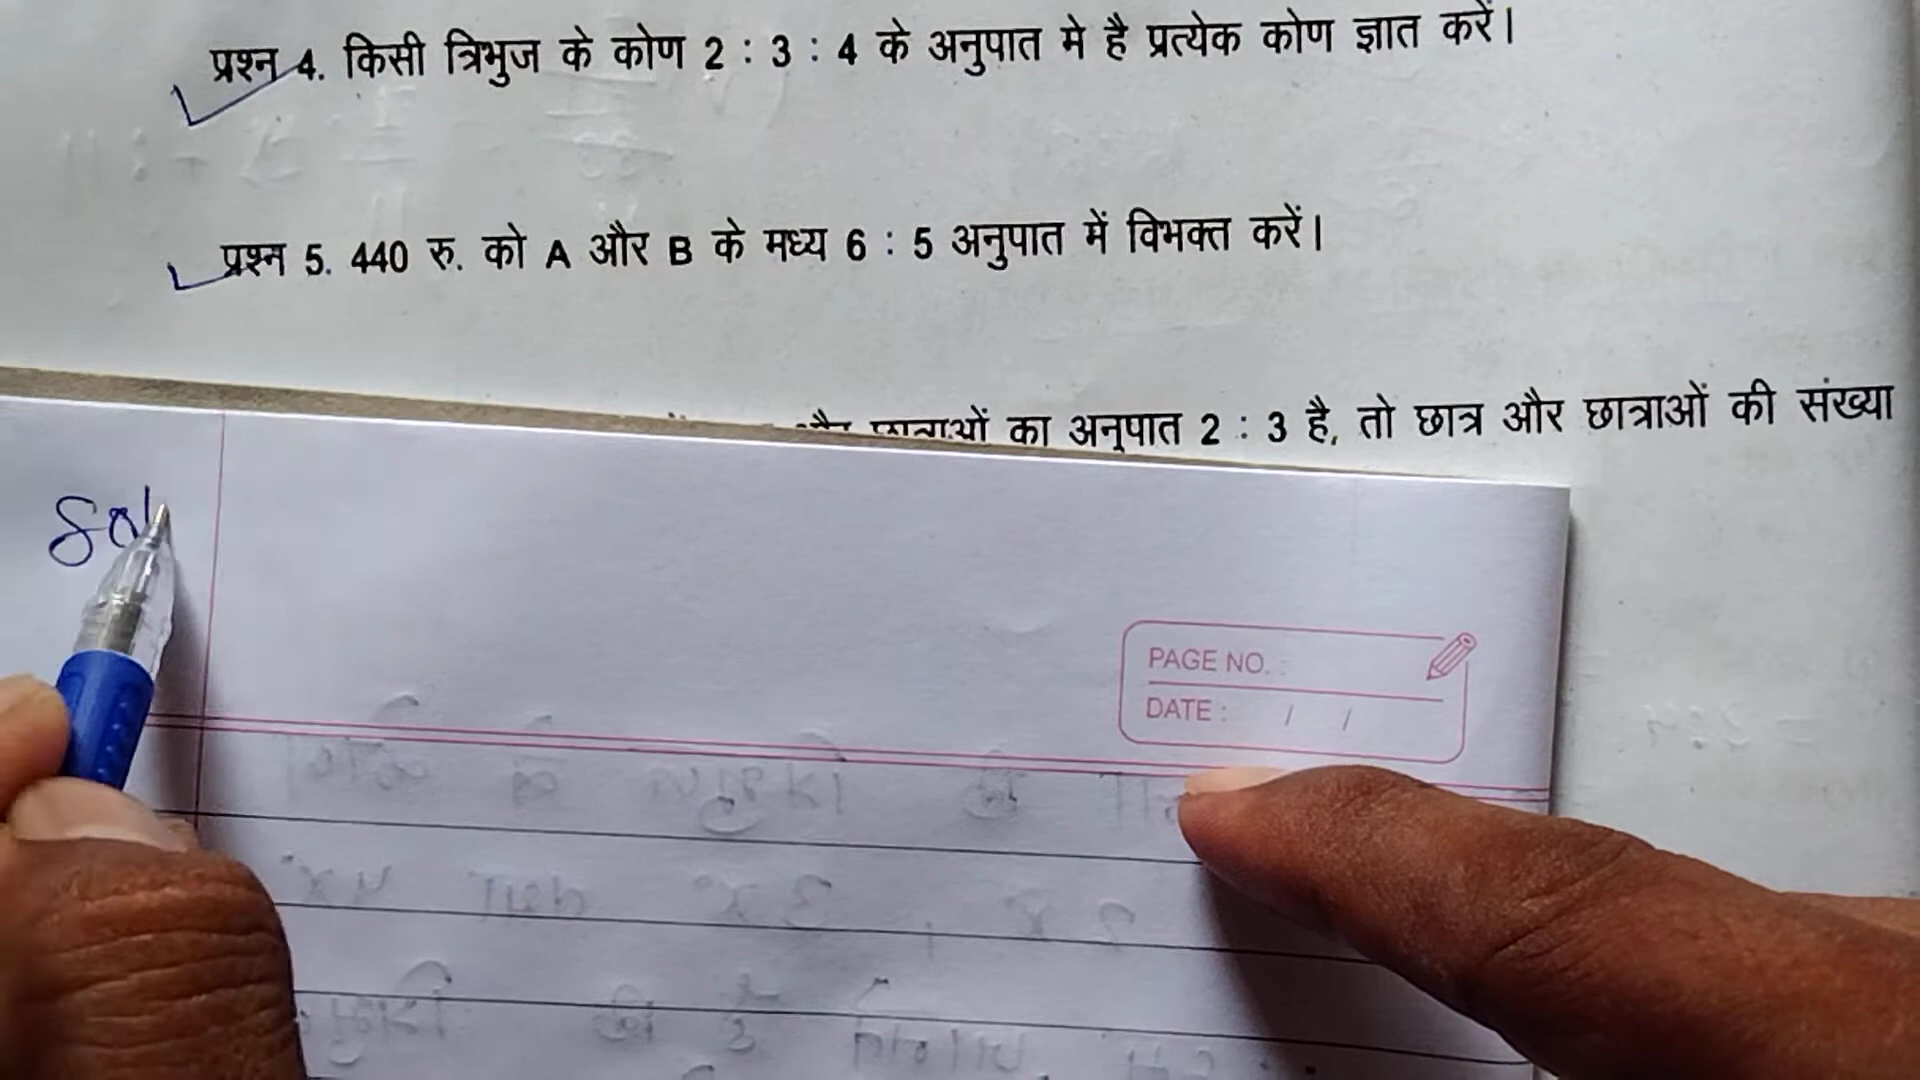 प्रश्न 4. किसी त्रिभुज के कोण 2 : 3 : 4 के अनुपात मे है प्रत्येक कोण ज्ञात करें।
प्रश्न 5. 440 रु. को A और B के मध्य 6 : 5 अनुपात में विभक्त करें।
और छात्राओं का अनुपात 2 : 3 है, तो छात्र और छात्राओं की संख्या
Sol
PAGE NO. :
DATE : / /